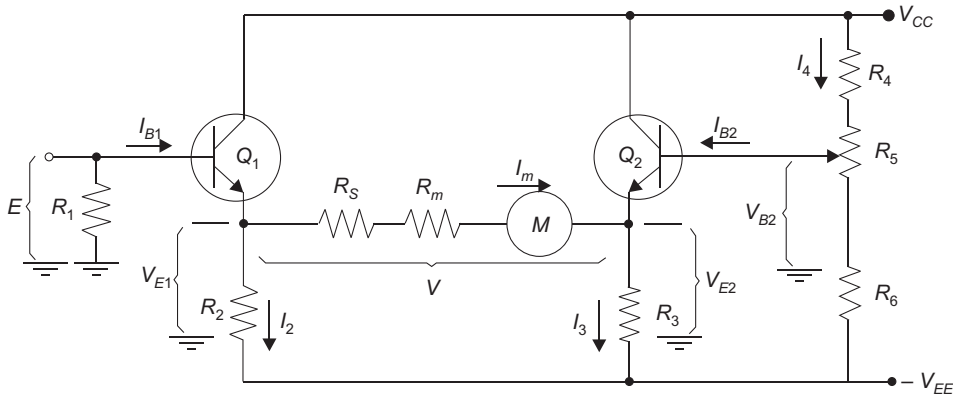 V_CC
I_4
R_4
I_B1
I_B2
Q_1
Q_2
R_5
E
R_1
R_S
R_m
I_m
M
V_B2
V_E1
V
V_E2
R_2
I_2
I_3
R_3
R_6
– V_EE